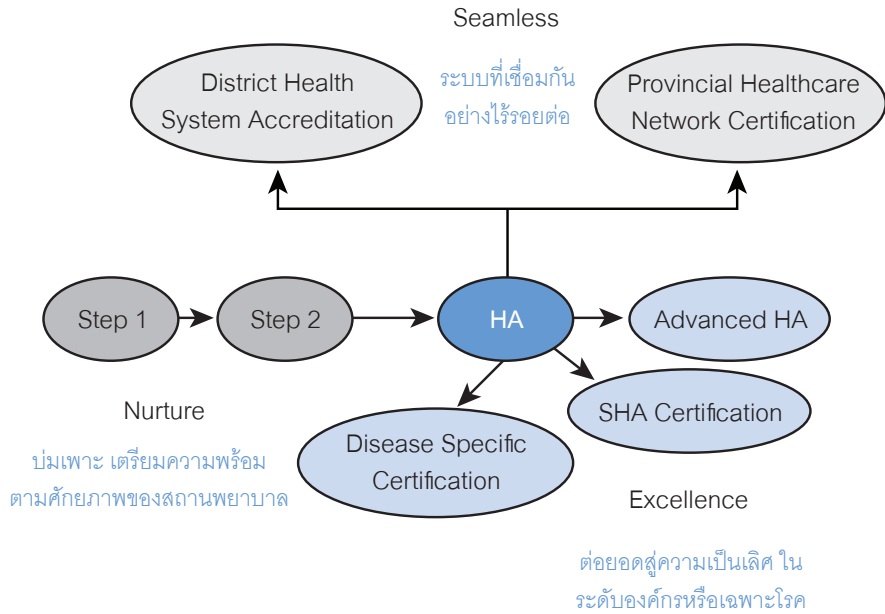 Seamless
District Health
System Accreditation
ระบบที่เชื่อมกัน
อย่างไร้รอยต่อ
Provincial Healthcare
Network Certification
Step 1
Step 2
HA
Advanced HA
Nurture
บ่มเพาะ เตรียมความพร้อม
ตามศักยภาพของสถานพยาบาล
Disease Specific
Certification
SHA Certification
Excellence
ต่อยอดสู่ความเป็นเลิศ ใน
ระดับองค์กรหรือเฉพาะโรค